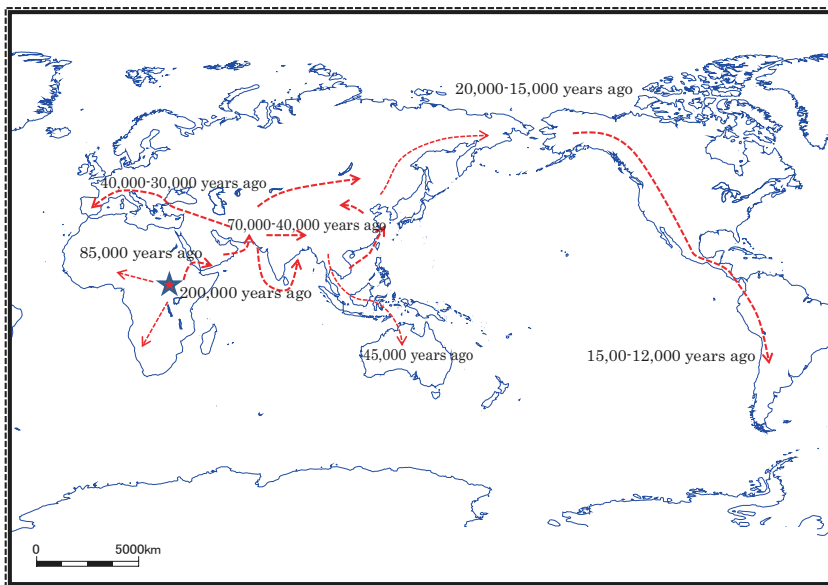 20,000-15,000 years ago
40,000-30,000 years ago
70,000-40,000 years ago
85,000 years ago
200,000 years ago
45,000 years ago
15,00-12,000 years ago
0 5000km